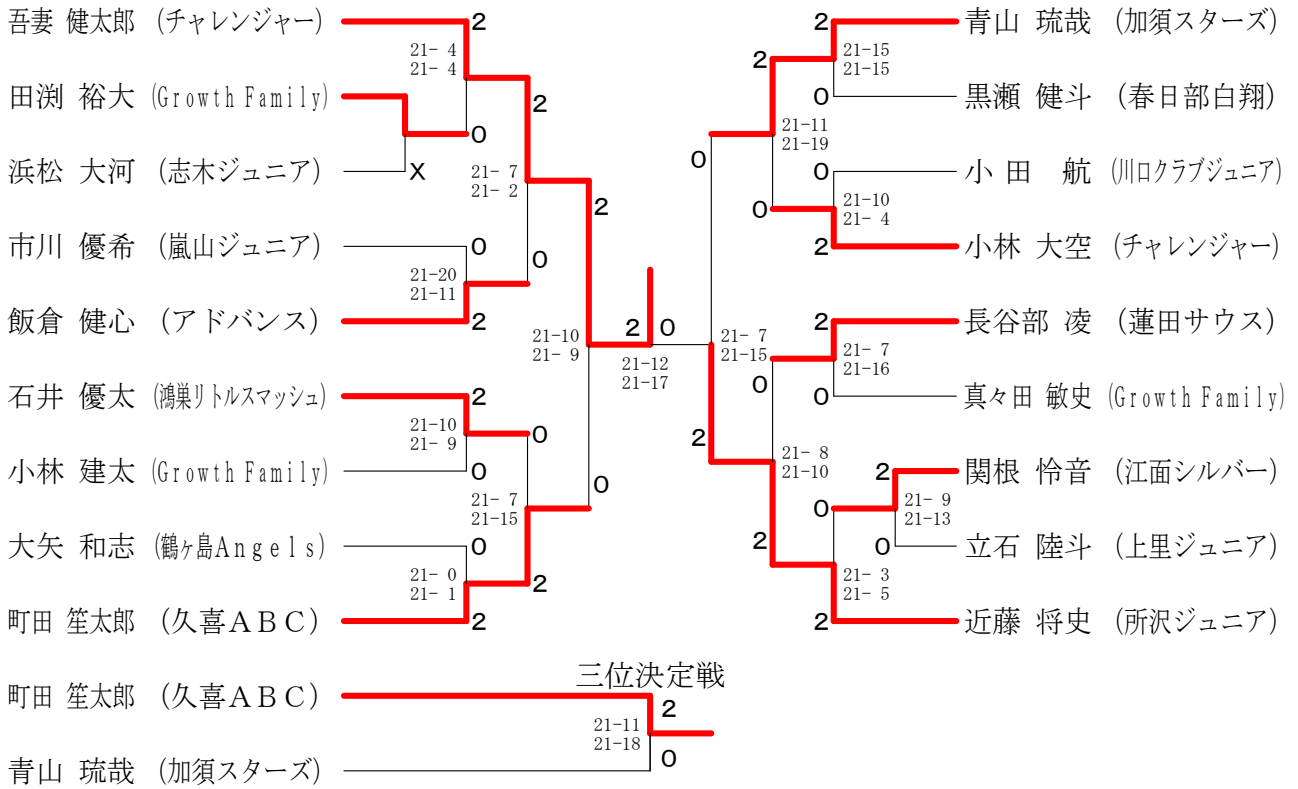 吾妻 健太郎 (チャレンジャー) 2 2 青山 琉哉 (加須スターズ)
21- 4 2 21-15
21- 4 21-15
田渕 裕大 (Growth Family) 2 0 黒瀬 健斗 (春日部白翔)
0 21-11
21-19
浜松 大河 (志木ジュニア) X 21- 7 0 0 小田 航 (川口クラブジュニア)
21- 2 2 0 21-10
21- 4
市川 優希 (嵐山ジュニア) 0 0 2 小林 大空 (チャレンジャー)
21-20
21-11
飯倉 健心 (アドバンス) 2 2 0 2 長谷部 凌 (蓮田サウス)
21-10 21- 7 21- 7
21- 9 21-12 21-15 21-16
21-17
石井 優太 (鴻巣リトルスマッシュ) 2 0 0 真々田 敏史 (Growth Family)
21-10 0 2
21- 9
小林 建太 (Growth Family) 0 0 21- 8 2 関根 怜音 (江面シルバー)
21-10
21- 7 0 21- 9
21-15 21-13
大矢 和志 (鶴ヶ島Angels) 0 2 0 立石 陸斗 (上里ジュニア)
21- 0 2 21- 3
21- 1 21- 5
町田 笙太郎 (久喜ABC) 2 2 近藤 将史 (所沢ジュニア)
三位決定戦
町田 笙太郎 (久喜ABC) 2
21-11
21-18
青山 琉哉 (加須スターズ) 0